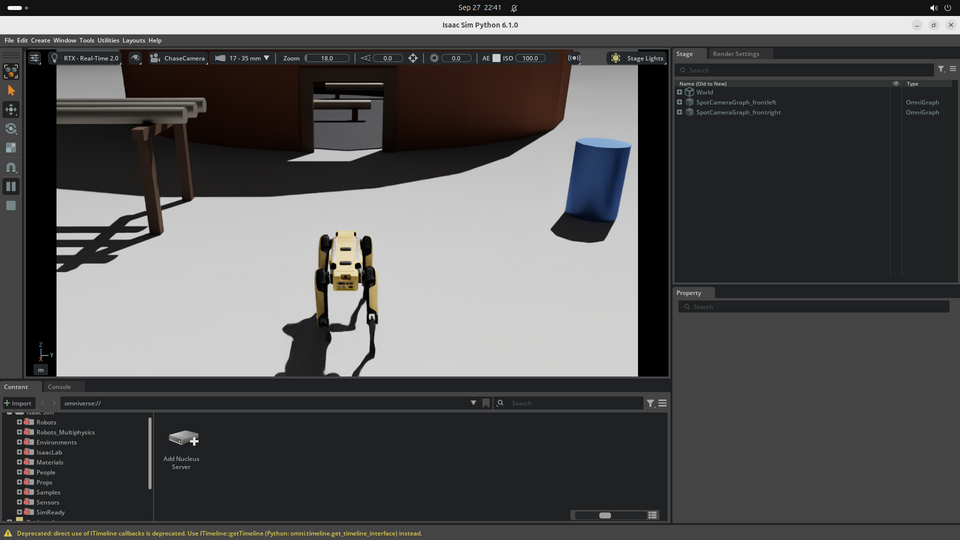 Sep 27 22:41
Isaac Sim Python 6.1.0
File Edit Create Window Tools Utilities Layouts Help
RTX - Real-Time 2.0 ChaseCamera 17 - 35 mm Zoom 18.0 0.0 0.0 AE ISO 100.0 Stage Lights
Stage Render Settings
Search
Name (Old to New) Type
World
SpotCameraGraph_frontleft OmniGraph
SpotCameraGraph_frontright OmniGraph
Property
Search
Z
Y
m
Content Console
Import omniverse:// Search
Robots
Robots_Multiphysics
Environments
IsaacLab
Materials
People
Props
Samples
Sensors
SimReady
Add Nucleus
Server
Deprecated: direct use of ITimeline callbacks is deprecated. Use ITimeline::getTimeline (Python: omni.timeline.get_timeline_interface) instead.